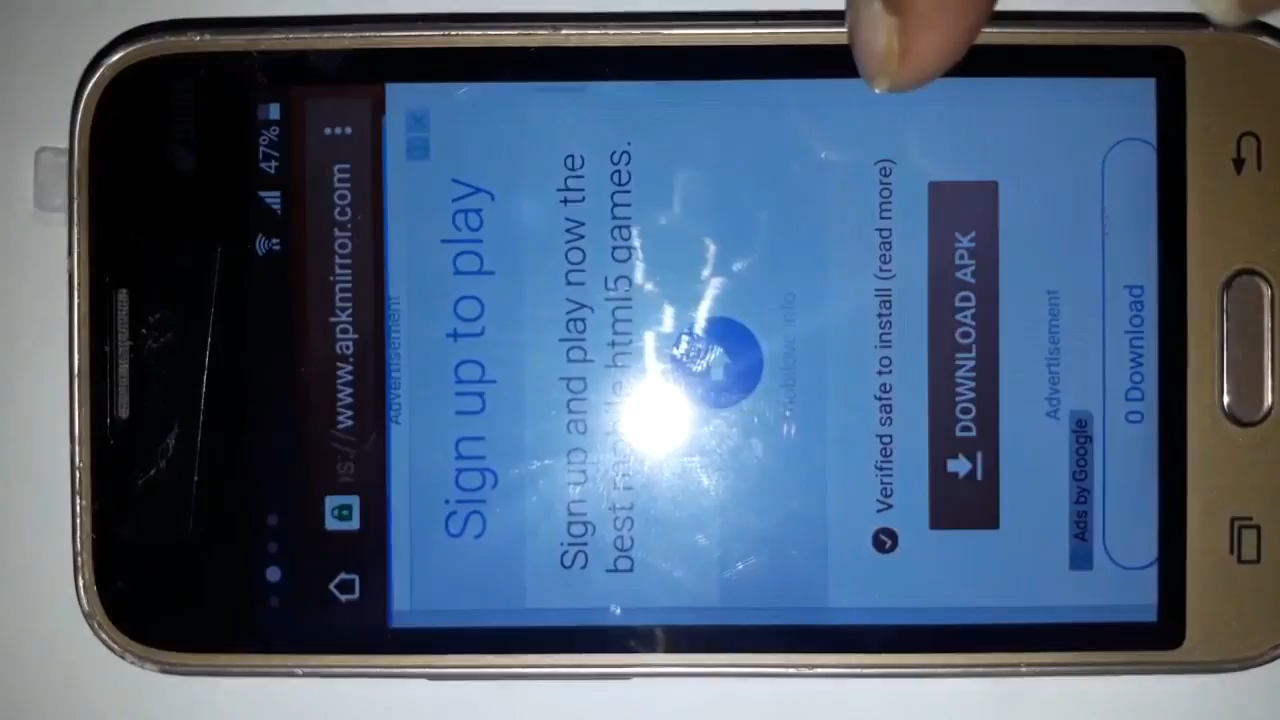 47%
www.apkmirror.com
Advertisement
Sign up to play
Sign up and play now the
best mobile html5 games.
Verified safe to install (read more)
DOWNLOAD APK
Advertisement
Ads by Google
0 Download